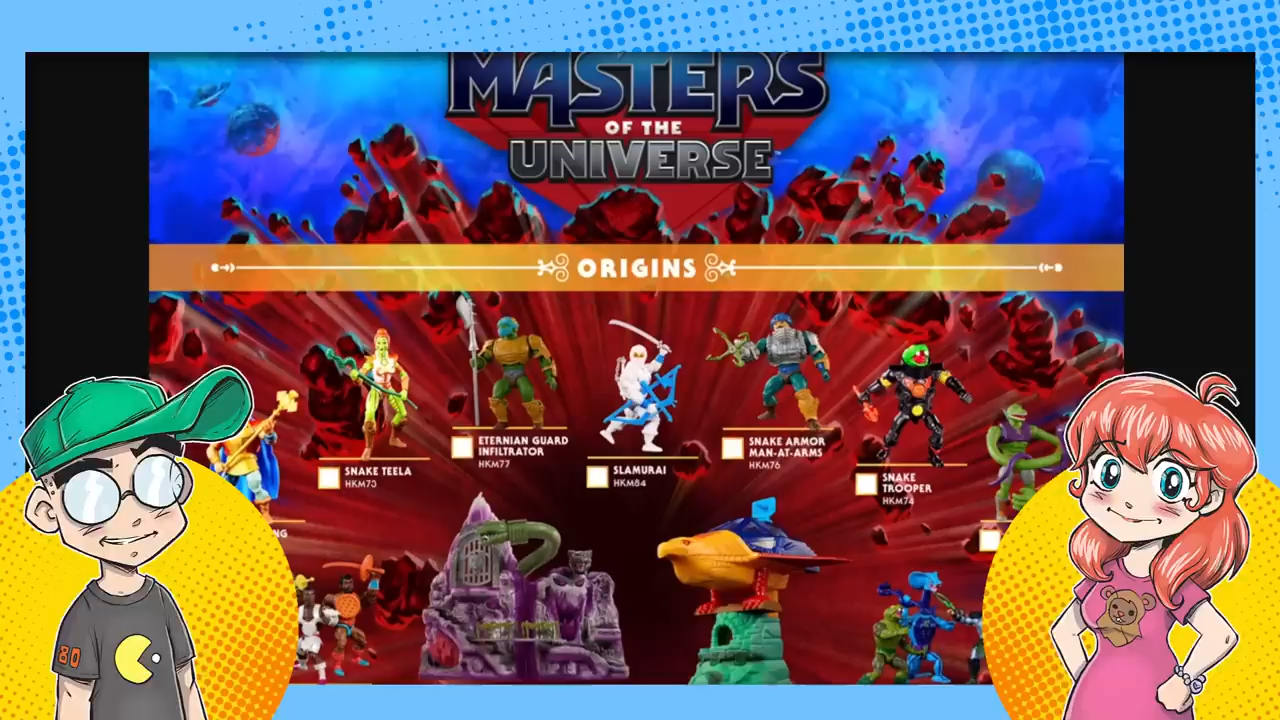 MASTERS
OF THE
UNIVERSE
ORIGINS
ETERNIAN GUARD
INFILTRATOR
HKM77
SNAKE ARMOR
MAN-AT-ARMS
HKM76
SNAKE TEELA
HKM73
SLAMURAI
HKM84
SNAKE
TROOPER
HKM74
NG
80